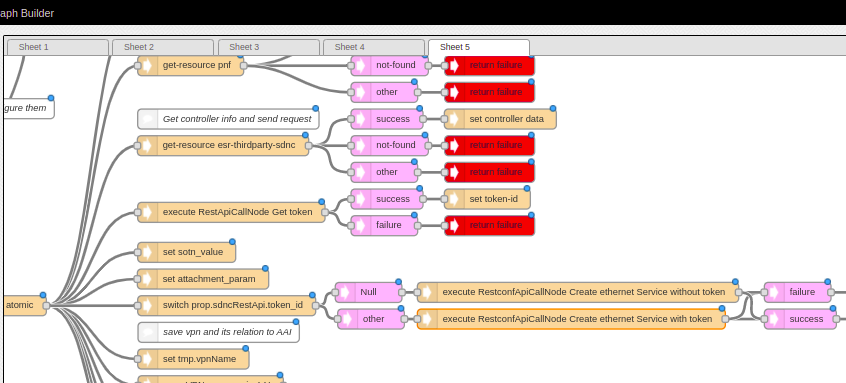 aph Builder
Sheet 1 Sheet 2 Sheet 3 Sheet 4 Sheet 5
get-resource pnf not-found return failure
gure them other return failure
Get controller info and send request success set controller data
get-resource esr-thirdparty-sdnc not-found return failure
other return failure
success set token-id
execute RestApiCallNode Get token
failure return failure
set sotn_value
set attachment_param
Null execute RestconfApiCallNode Create ethernet Service without token failure
atomic switch prop.sdncRestApi.token_id
other execute RestconfApiCallNode Create ethernet Service with token success
save vpn and its relation to AAI
set tmp.vpnName